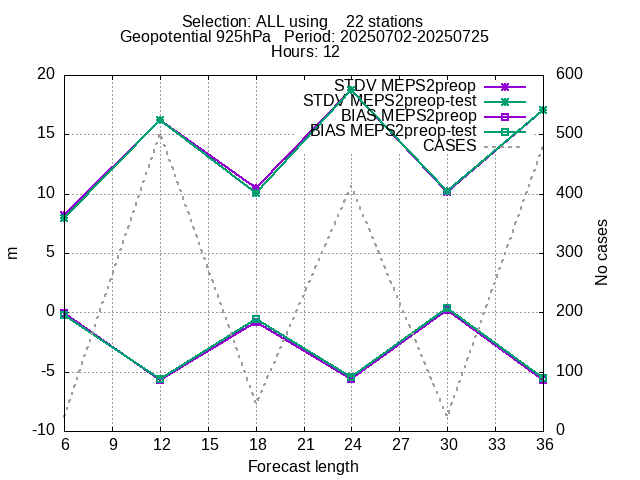 Selection: ALL using    22 stations
Geopotential 925hPa   Period: 20250702-20250725
Hours: 12
STDV MEPS2preop
STDV MEPS2preop-test
BIAS MEPS2preop
BIAS MEPS2preop-test
CASES
20
15
10
5
0
-5
-10
m
600
500
400
300
200
100
0
No cases
6 9 12 15 18 21 24 27 30 33 36
Forecast length